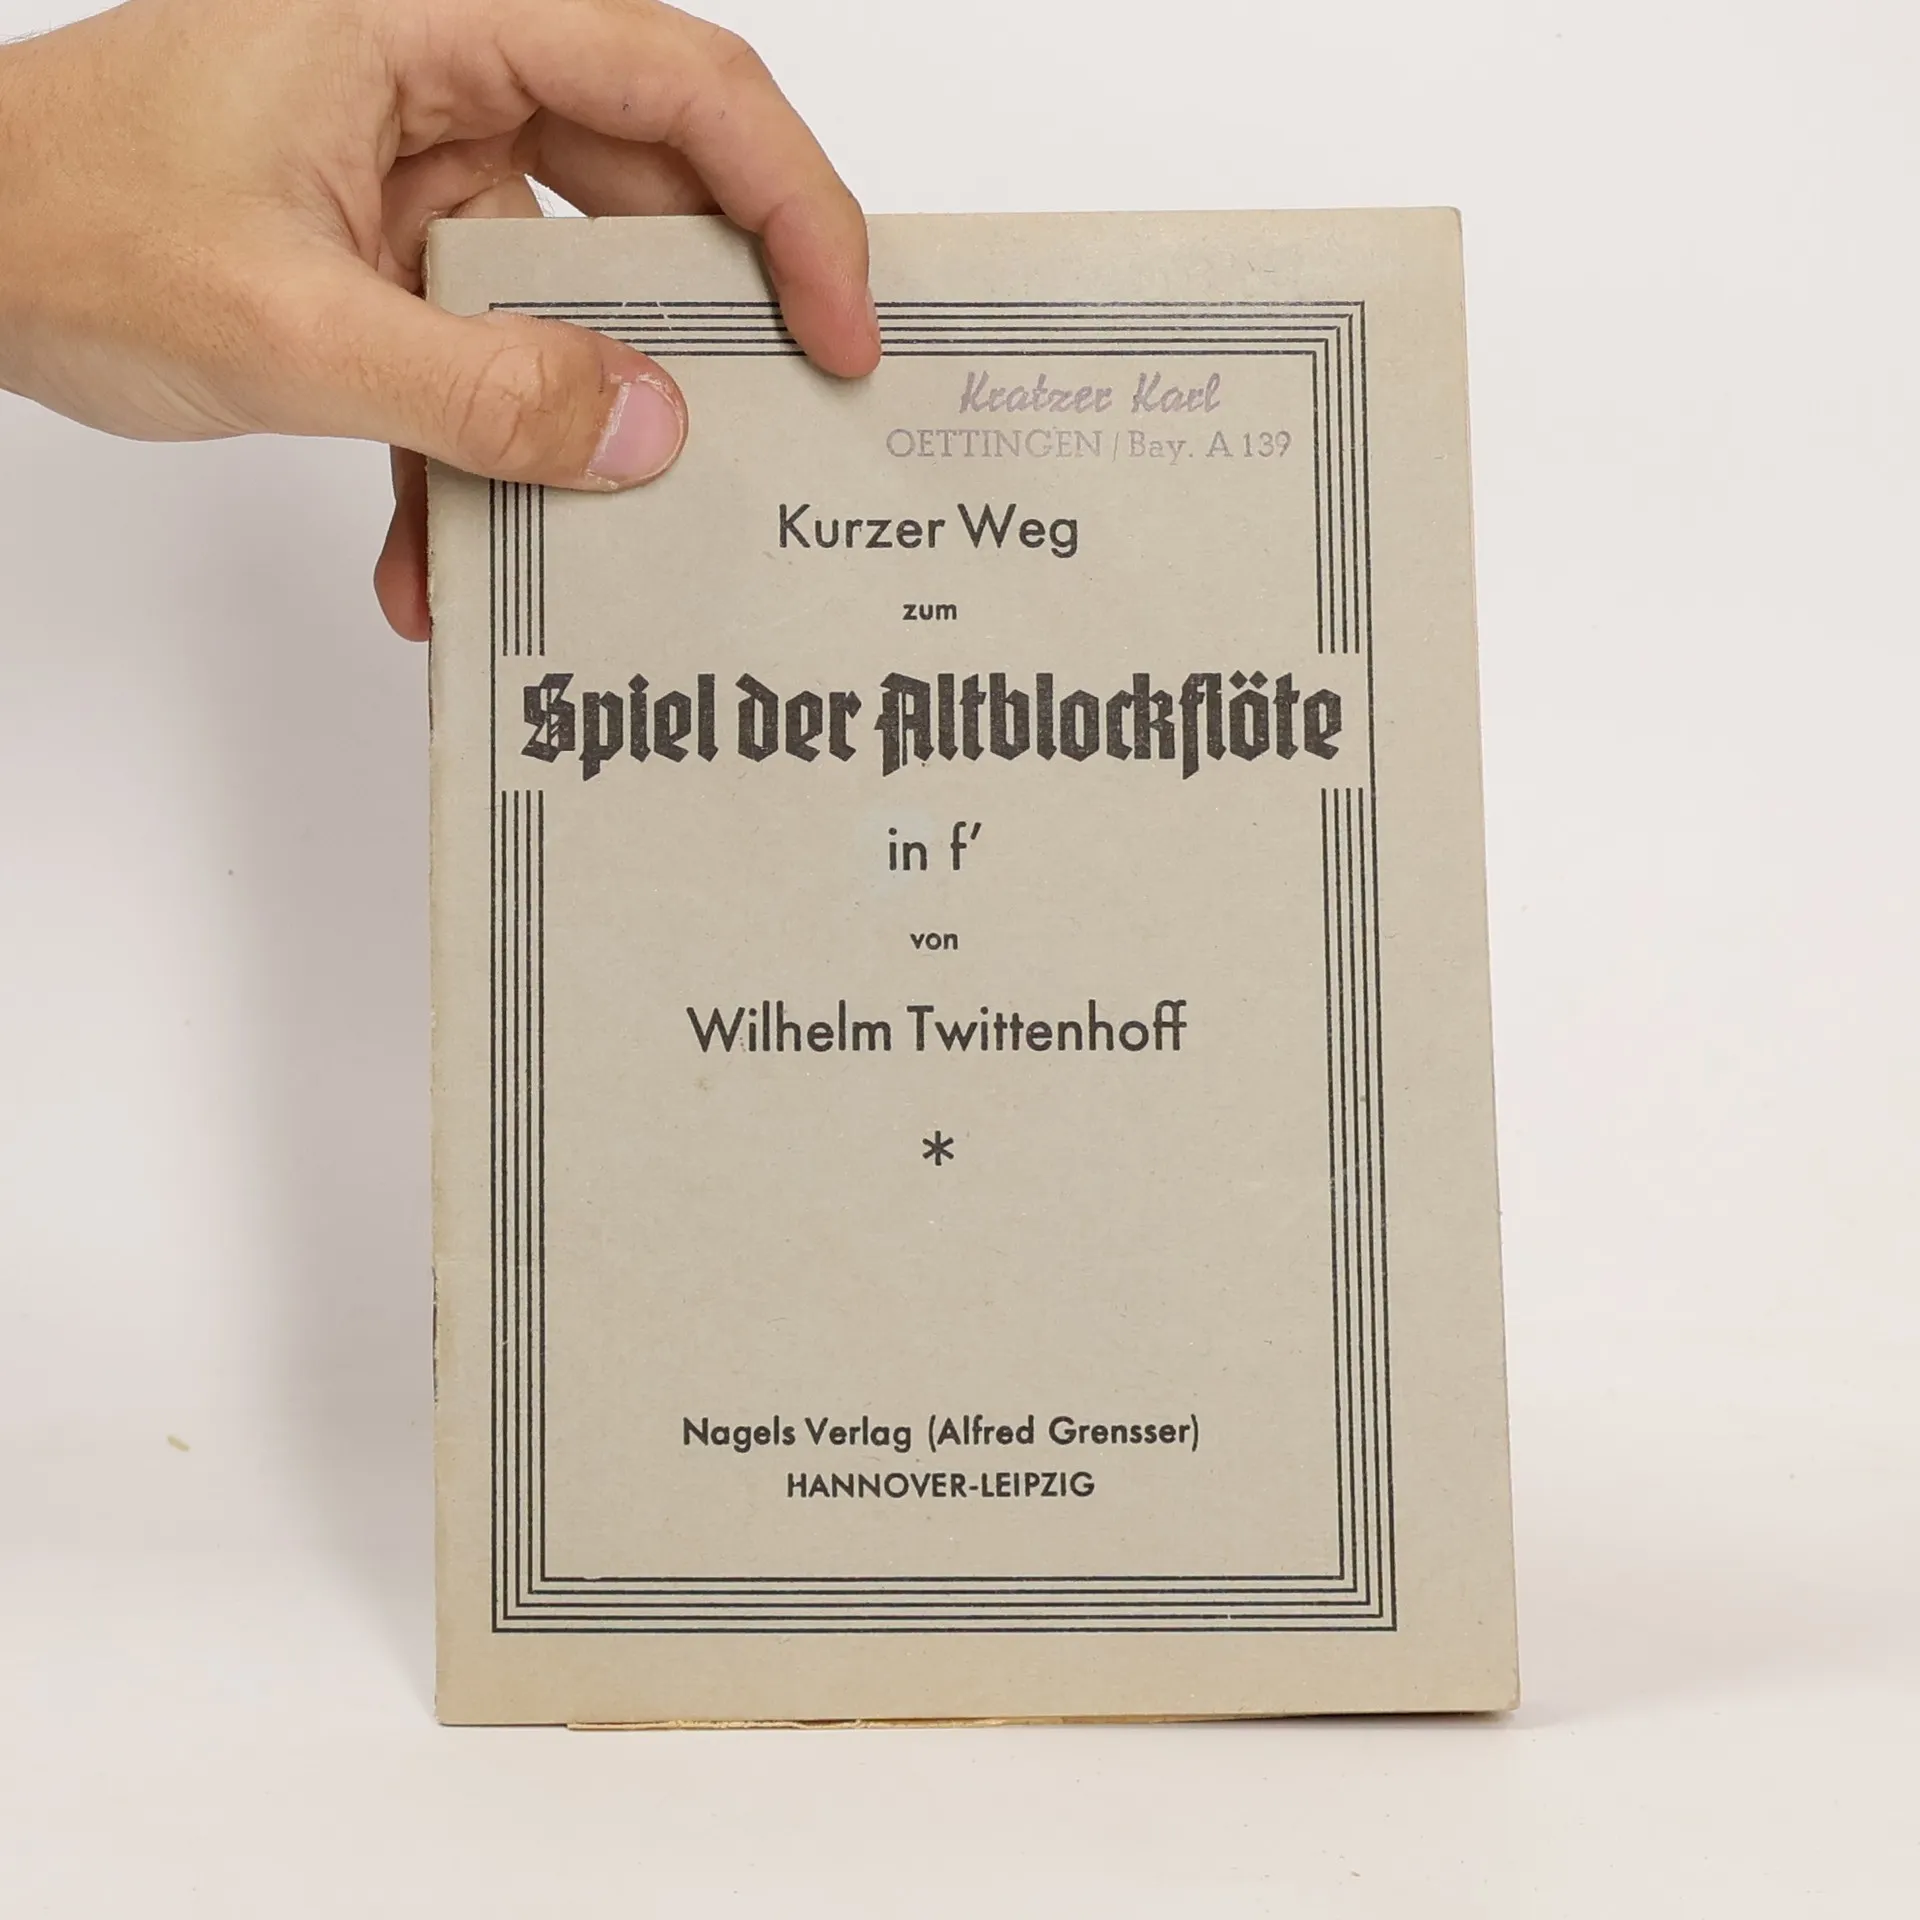 Kratzer Karl
OETTINGEN / Bay. A 139
Kurzer Weg
zum
Spiel der Altblockflöte
in f'
von
Wilhelm Twittenhoff
*
Nagels Verlag (Alfred Grensser)
HANNOVER-LEIPZIG